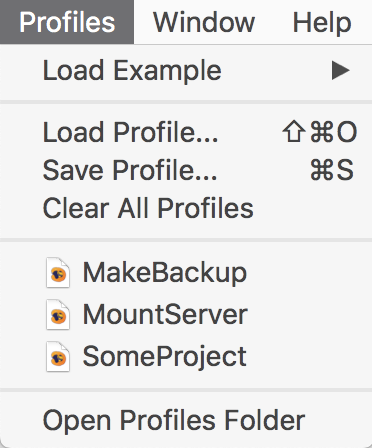 Profiles Window Help
Load Example ▶
Load Profile... ⇧⌘O
Save Profile... ⌘S
Clear All Profiles
MakeBackup
MountServer
SomeProject
Open Profiles Folder